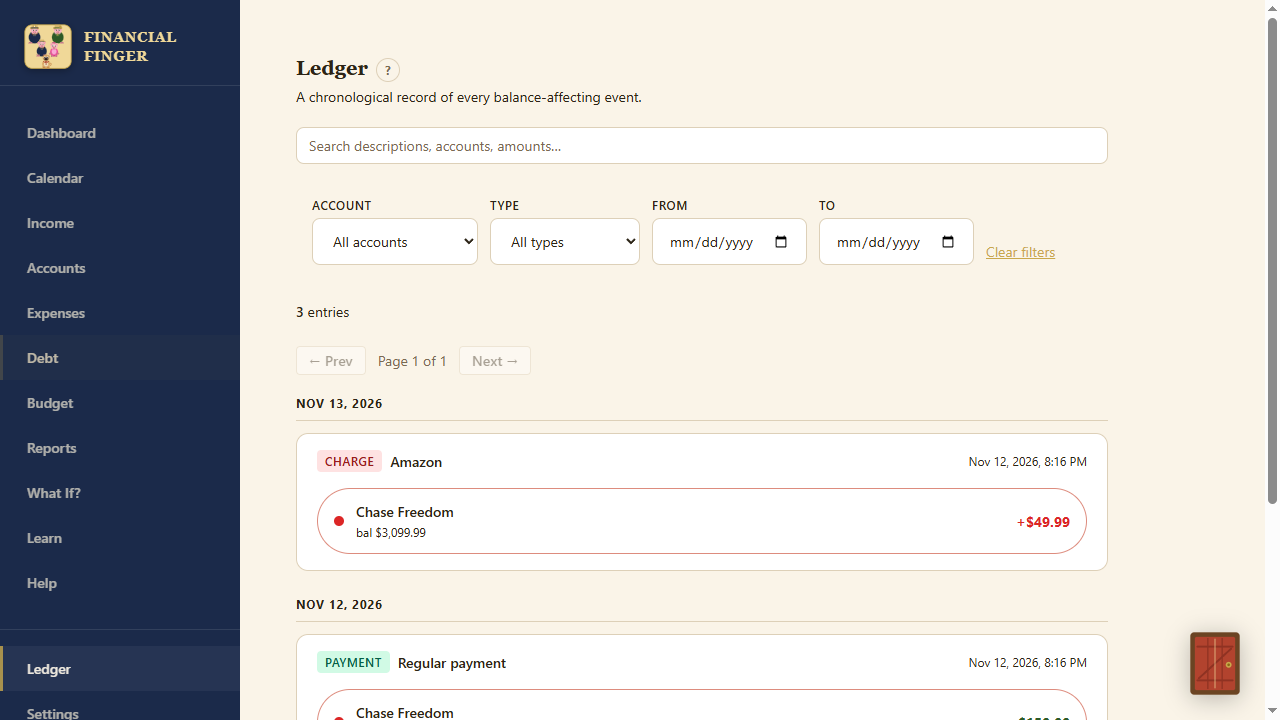 FINANCIAL
FINGER
Dashboard
Calendar
Income
Accounts
Expenses
Debt
Budget
Reports
What If?
Learn
Help
Ledger
Settings
Ledger ?
A chronological record of every balance-affecting event.
Search descriptions, accounts, amounts...
ACCOUNT TYPE FROM TO
All accounts All types mm/dd/yyyy mm/dd/yyyy Clear filters
3 entries
← Prev Page 1 of 1 Next →
NOV 13, 2026
CHARGE Amazon Nov 12, 2026, 8:16 PM
Chase Freedom
bal $3,099.99
+$49.99
NOV 12, 2026
PAYMENT Regular payment Nov 12, 2026, 8:16 PM
Chase Freedom